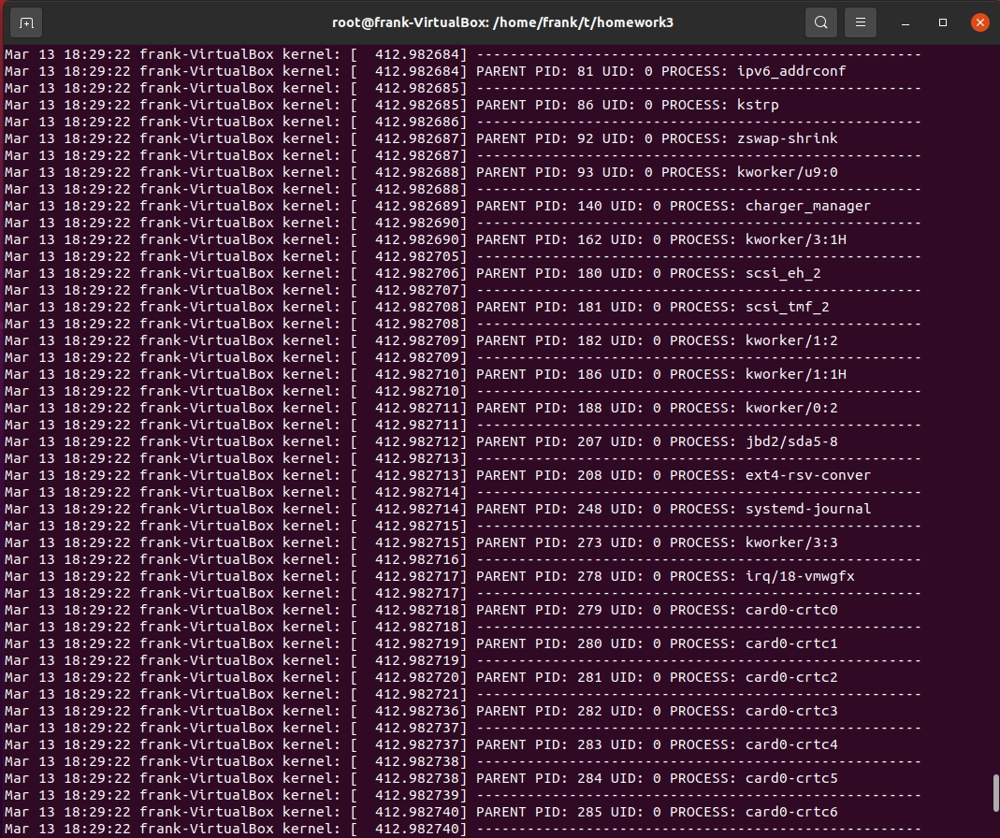 root@frank-VirtualBox: /home/frank/t/homework3
Mar 13 18:29:22 frank-VirtualBox kernel: [  412.982684] -----------------------------------------------------
Mar 13 18:29:22 frank-VirtualBox kernel: [  412.982684] PARENT PID: 81 UID: 0 PROCESS: ipv6_addrconf
Mar 13 18:29:22 frank-VirtualBox kernel: [  412.982685] -----------------------------------------------------
Mar 13 18:29:22 frank-VirtualBox kernel: [  412.982685] PARENT PID: 86 UID: 0 PROCESS: kstrp
Mar 13 18:29:22 frank-VirtualBox kernel: [  412.982686] -----------------------------------------------------
Mar 13 18:29:22 frank-VirtualBox kernel: [  412.982687] PARENT PID: 92 UID: 0 PROCESS: zswap-shrink
Mar 13 18:29:22 frank-VirtualBox kernel: [  412.982687] -----------------------------------------------------
Mar 13 18:29:22 frank-VirtualBox kernel: [  412.982688] PARENT PID: 93 UID: 0 PROCESS: kworker/u9:0
Mar 13 18:29:22 frank-VirtualBox kernel: [  412.982688] -----------------------------------------------------
Mar 13 18:29:22 frank-VirtualBox kernel: [  412.982689] PARENT PID: 140 UID: 0 PROCESS: charger_manager
Mar 13 18:29:22 frank-VirtualBox kernel: [  412.982690] -----------------------------------------------------
Mar 13 18:29:22 frank-VirtualBox kernel: [  412.982690] PARENT PID: 162 UID: 0 PROCESS: kworker/3:1H
Mar 13 18:29:22 frank-VirtualBox kernel: [  412.982705] -----------------------------------------------------
Mar 13 18:29:22 frank-VirtualBox kernel: [  412.982706] PARENT PID: 180 UID: 0 PROCESS: scsi_eh_2
Mar 13 18:29:22 frank-VirtualBox kernel: [  412.982707] -----------------------------------------------------
Mar 13 18:29:22 frank-VirtualBox kernel: [  412.982708] PARENT PID: 181 UID: 0 PROCESS: scsi_tmf_2
Mar 13 18:29:22 frank-VirtualBox kernel: [  412.982708] -----------------------------------------------------
Mar 13 18:29:22 frank-VirtualBox kernel: [  412.982709] PARENT PID: 182 UID: 0 PROCESS: kworker/1:2
Mar 13 18:29:22 frank-VirtualBox kernel: [  412.982709] -----------------------------------------------------
Mar 13 18:29:22 frank-VirtualBox kernel: [  412.982710] PARENT PID: 186 UID: 0 PROCESS: kworker/1:1H
Mar 13 18:29:22 frank-VirtualBox kernel: [  412.982710] -----------------------------------------------------
Mar 13 18:29:22 frank-VirtualBox kernel: [  412.982711] PARENT PID: 188 UID: 0 PROCESS: kworker/0:2
Mar 13 18:29:22 frank-VirtualBox kernel: [  412.982711] -----------------------------------------------------
Mar 13 18:29:22 frank-VirtualBox kernel: [  412.982712] PARENT PID: 207 UID: 0 PROCESS: jbd2/sda5-8
Mar 13 18:29:22 frank-VirtualBox kernel: [  412.982713] -----------------------------------------------------
Mar 13 18:29:22 frank-VirtualBox kernel: [  412.982713] PARENT PID: 208 UID: 0 PROCESS: ext4-rsv-conver
Mar 13 18:29:22 frank-VirtualBox kernel: [  412.982714] -----------------------------------------------------
Mar 13 18:29:22 frank-VirtualBox kernel: [  412.982714] PARENT PID: 248 UID: 0 PROCESS: systemd-journal
Mar 13 18:29:22 frank-VirtualBox kernel: [  412.982715] -----------------------------------------------------
Mar 13 18:29:22 frank-VirtualBox kernel: [  412.982715] PARENT PID: 273 UID: 0 PROCESS: kworker/3:3
Mar 13 18:29:22 frank-VirtualBox kernel: [  412.982716] -----------------------------------------------------
Mar 13 18:29:22 frank-VirtualBox kernel: [  412.982717] PARENT PID: 278 UID: 0 PROCESS: irq/18-vmwgfx
Mar 13 18:29:22 frank-VirtualBox kernel: [  412.982717] -----------------------------------------------------
Mar 13 18:29:22 frank-VirtualBox kernel: [  412.982718] PARENT PID: 279 UID: 0 PROCESS: card0-crtc0
Mar 13 18:29:22 frank-VirtualBox kernel: [  412.982718] -----------------------------------------------------
Mar 13 18:29:22 frank-VirtualBox kernel: [  412.982719] PARENT PID: 280 UID: 0 PROCESS: card0-crtc1
Mar 13 18:29:22 frank-VirtualBox kernel: [  412.982719] -----------------------------------------------------
Mar 13 18:29:22 frank-VirtualBox kernel: [  412.982720] PARENT PID: 281 UID: 0 PROCESS: card0-crtc2
Mar 13 18:29:22 frank-VirtualBox kernel: [  412.982721] -----------------------------------------------------
Mar 13 18:29:22 frank-VirtualBox kernel: [  412.982736] PARENT PID: 282 UID: 0 PROCESS: card0-crtc3
Mar 13 18:29:22 frank-VirtualBox kernel: [  412.982737] -----------------------------------------------------
Mar 13 18:29:22 frank-VirtualBox kernel: [  412.982737] PARENT PID: 283 UID: 0 PROCESS: card0-crtc4
Mar 13 18:29:22 frank-VirtualBox kernel: [  412.982738] -----------------------------------------------------
Mar 13 18:29:22 frank-VirtualBox kernel: [  412.982738] PARENT PID: 284 UID: 0 PROCESS: card0-crtc5
Mar 13 18:29:22 frank-VirtualBox kernel: [  412.982739] -----------------------------------------------------
Mar 13 18:29:22 frank-VirtualBox kernel: [  412.982740] PARENT PID: 285 UID: 0 PROCESS: card0-crtc6
Mar 13 18:29:22 frank-VirtualBox kernel: [  412.982740] -----------------------------------------------------